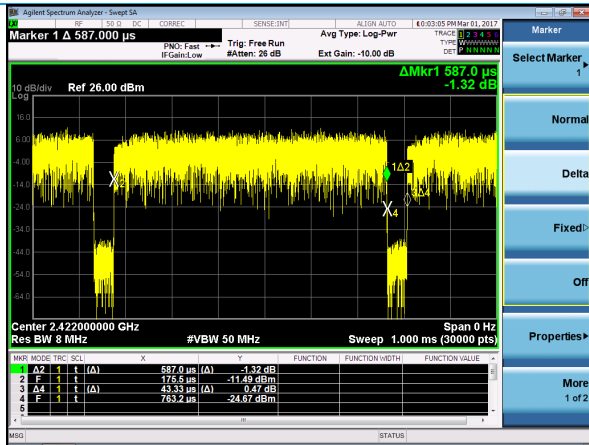 Agilent Spectrum Analyzer - Swept SA
RF 50 Ω DC CORREC SENSE:INT ALIGN AUTO 10:03:05 PM Mar 01, 2017
Marker 1 Δ 587.000 µs
PNO: Fast
IFGain:Low
Trig: Free Run
#Atten: 26 dB
Avg Type: Log-Pwr
Ext Gain: -10.00 dB
TRACE 1 2 3 4 5 6
TYPE WWWWWW
DET P N N N N N
ΔMkr1 587.0 µs
-1.32 dB
10 dB/div Ref 26.00 dBm
Log
16.0
6.00
-4.00
-14.0
-24.0
-34.0
-44.0
-54.0
-64.0
2
1Δ2
3Δ4
4
Center 2.422000000 GHz Span 0 Hz
Res BW 8 MHz #VBW 50 MHz Sweep 1.000 ms (30000 pts)
MKR MODE TRC SCL X Y FUNCTION FUNCTION WIDTH FUNCTION VALUE
1 Δ2 1 t (Δ) 587.0 µs (Δ) -1.32 dB
2 F 1 t 175.5 µs -11.49 dBm
3 Δ4 1 t (Δ) 43.33 µs (Δ) 0.47 dB
4 F 1 t 763.2 µs -24.67 dBm
5
MSG STATUS
Marker
Select Marker
1
Normal
Delta
Fixed
Off
Properties
More
1 of 2